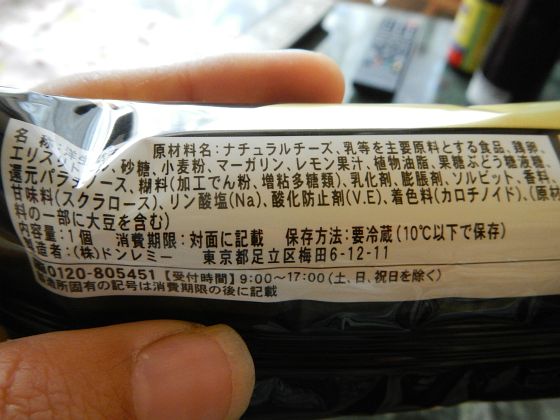 名 称:洋生菓子 原材料名:ナチュラルチーズ、乳等を主要原料とする食品、鶏卵、
エリスリトール、砂糖、小麦粉、マーガリン、レモン果汁、植物油脂、果糖ぶどう糖液糖、
還元パラチノース、糊料(加工でん粉、増粘多糖類)、乳化剤、膨脹剤、ソルビット、香料、
甘味料(スクラロース)、リン酸塩(Na)、酸化防止剤(V.E)、着色料(カロチノイド)、(原材
料の一部に大豆を含む)
内容量:1個 消費期限:対面に記載 保存方法:要冷蔵(10℃以下で保存)
製造者:(株)ドンレミー 東京都足立区梅田6-12-11
0120-805451【受付時間】9:00~17:00(土、日、祝日を除く)
造所固有の記号は消費期限の後に記載